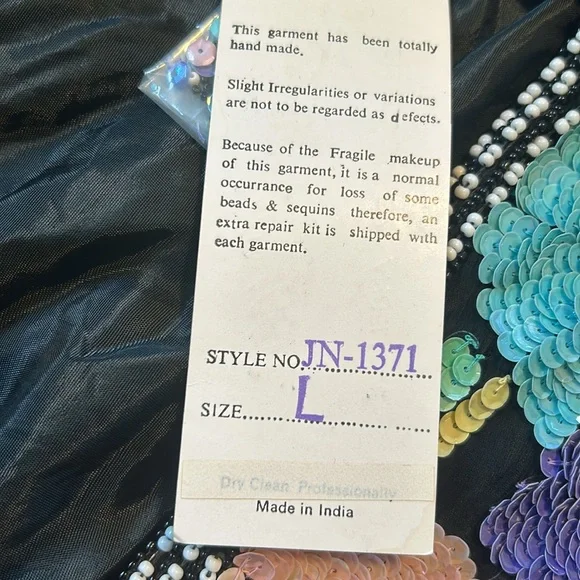 This garment has been totally
hand made.
Slight Irregularities or variations
are not to be regarded as defects.
Because of the Fragile makeup
of this garment, it is a normal
occurrance for loss of some
beads & sequins therefore, an
extra repair kit is shipped with
each garment.
STYLE NO. JN-1371
SIZE...... L ..................
Dry Clean Professionally
Made in India